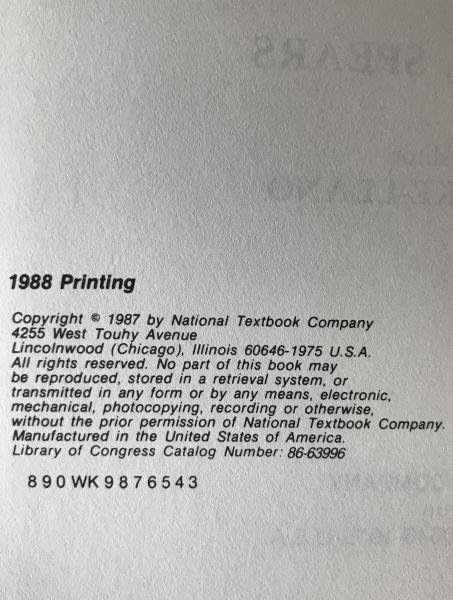 1988 Printing
Copyright © 1987 by National Textbook Company
4255 West Touhy Avenue
Lincolnwood (Chicago), Illinois 60646-1975 U.S.A.
All rights reserved. No part of this book may
be reproduced, stored in a retrieval system, or
transmitted in any form or by any means, electronic,
mechanical, photocopying, recording or otherwise,
without the prior permission of National Textbook Company.
Manufactured in the United States of America.
Library of Congress Catalog Number: 86-63996
8 9 0 WK 9 8 7 6 5 4 3